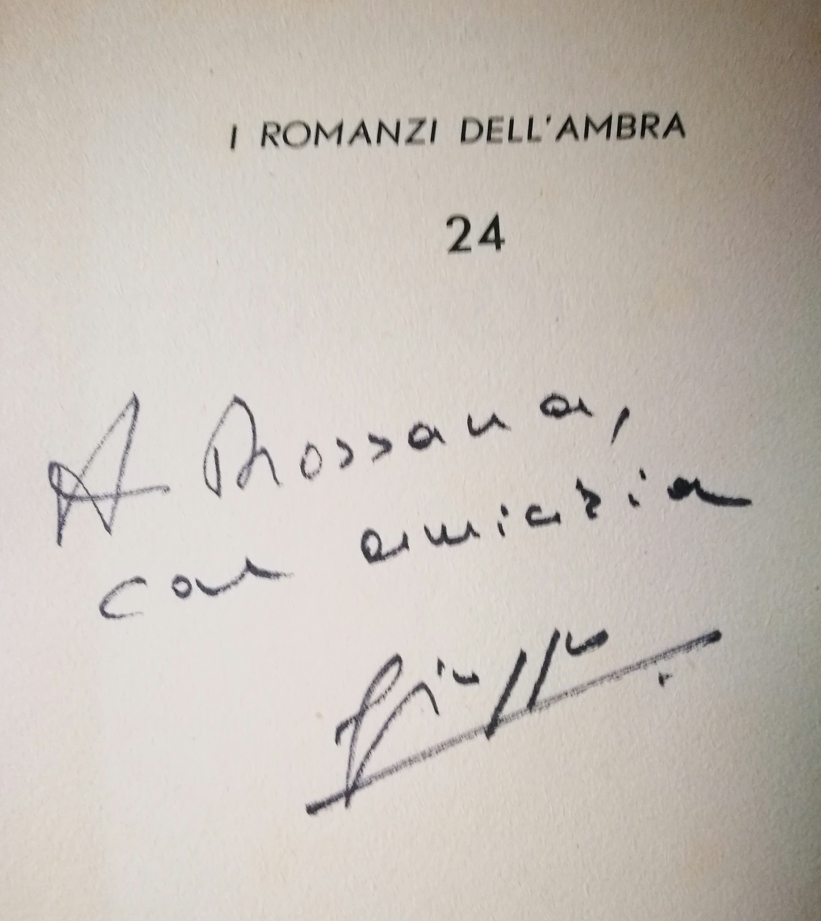 I ROMANZI DELL'AMBRA
24
A Rossana,
con amicizia